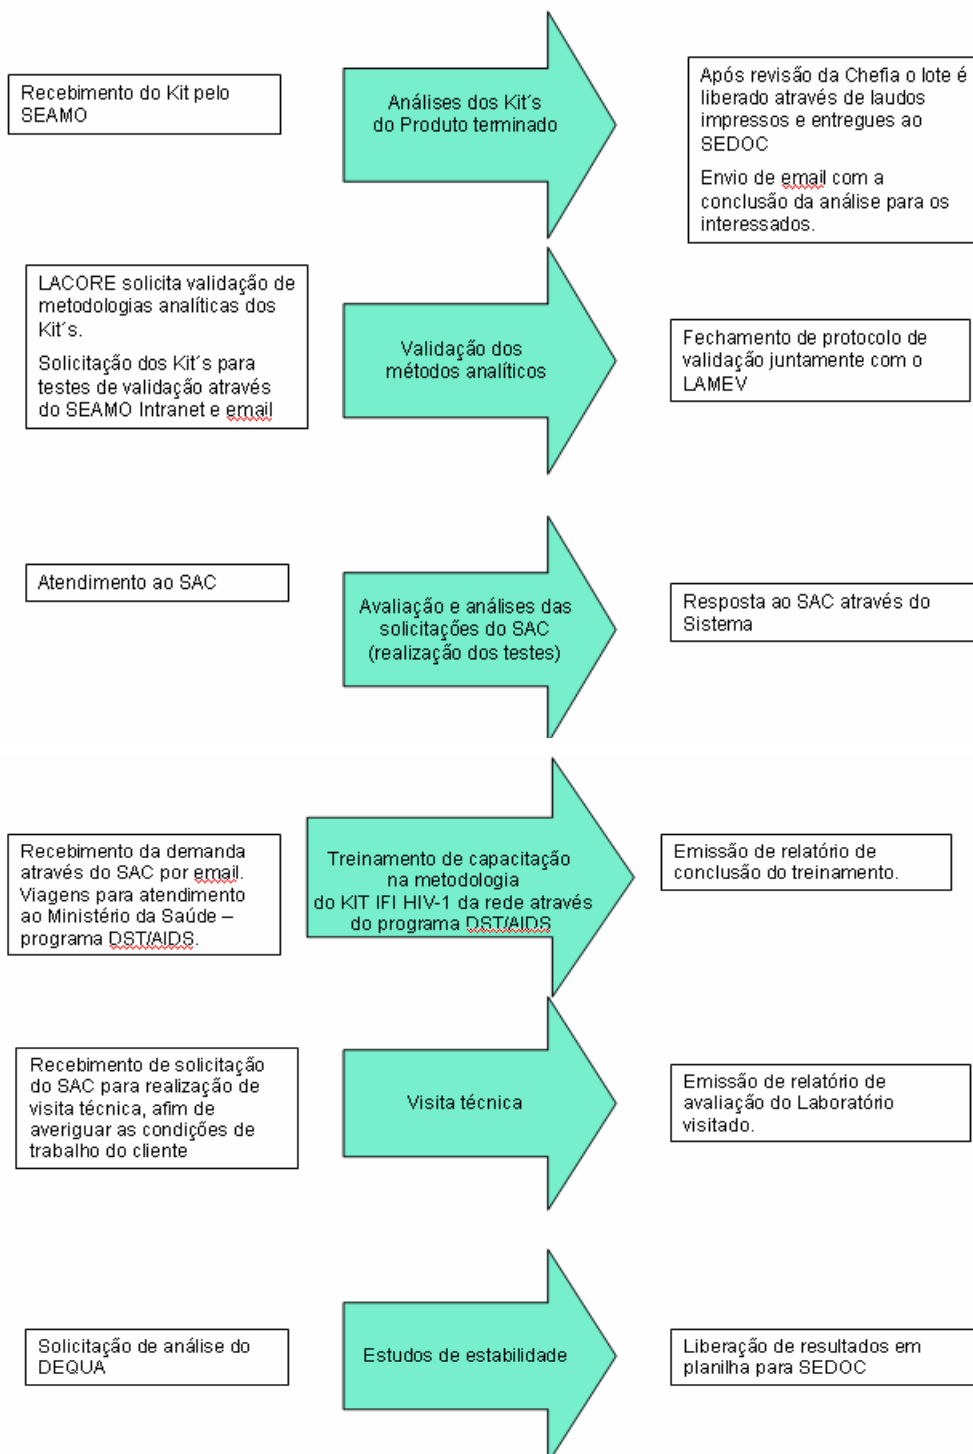 Recebimento do Kit pelo
SEAMO
Análises dos Kit´s
do Produto terminado
Após revisão da Chefia o lote é
liberado através de laudos
impressos e entregues ao
SEDOC
Envio de email com a
conclusão da análise para os
interessados.
LACORE solicita validação de
metodologias analíticas dos
Kit´s.
Solicitação dos Kit´s para
testes de validação através
do SEAMO Intranet e email
Validação dos
métodos analíticos
Fechamento de protocolo de
validação juntamente com o
LAMEV
Atendimento ao SAC
Avaliação e análises das
solicitações do SAC
(realização dos testes)
Resposta ao SAC através do
Sistema
Recebimento da demanda
através do SAC por email.
Viagens para atendimento
ao Ministério da Saúde –
programa DST/AIDS.
Treinamento de capacitação
na metodologia
do KIT IFI HIV-1 da rede através
do programa DST/AIDS
Emissão de relatório de
conclusão do treinamento.
Recebimento de solicitação
do SAC para realização de
visita técnica, afim de
averiguar as condições de
trabalho do cliente
Visita técnica
Emissão de relatório de
avaliação do Laboratório
visitado.
Solicitação de análise do
DEQUA
Estudos de estabilidade
Liberação de resultados em
planilha para SEDOC